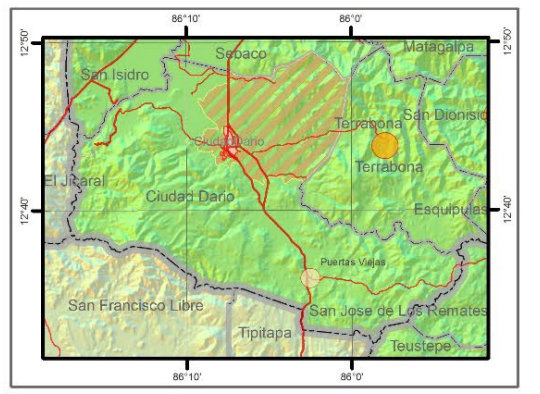 86°10' 86°0'
12°50' 12°50'
Matagalpa
Sebaco
San Isidro
San Dionisio
Terrabona
Ciudad Dario
Terrabona
El Jicaral
Ciudad Dario
Esquipulas
12°40' 12°40'
Puertas Viejas
San Francisco Libre
San Jose de Los Remates
Tipitapa
Teustepe
86°10' 86°0'